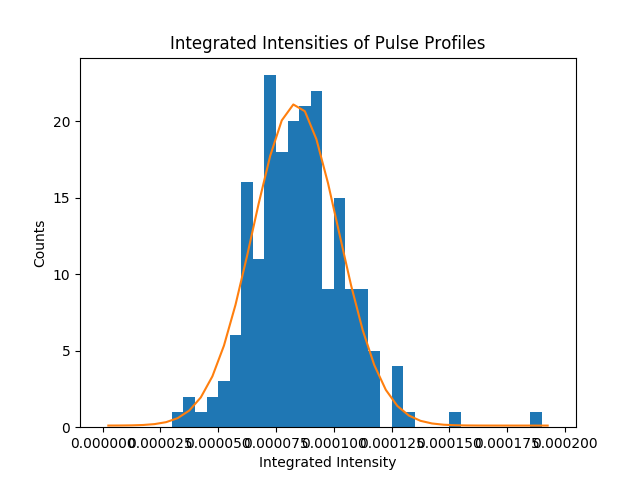 Integrated Intensities of Pulse Profiles
20
15
10
5
0
Counts
0.000000 0.000025 0.000050 0.000075 0.000100 0.000125 0.000150 0.000175 0.000200
Integrated Intensity